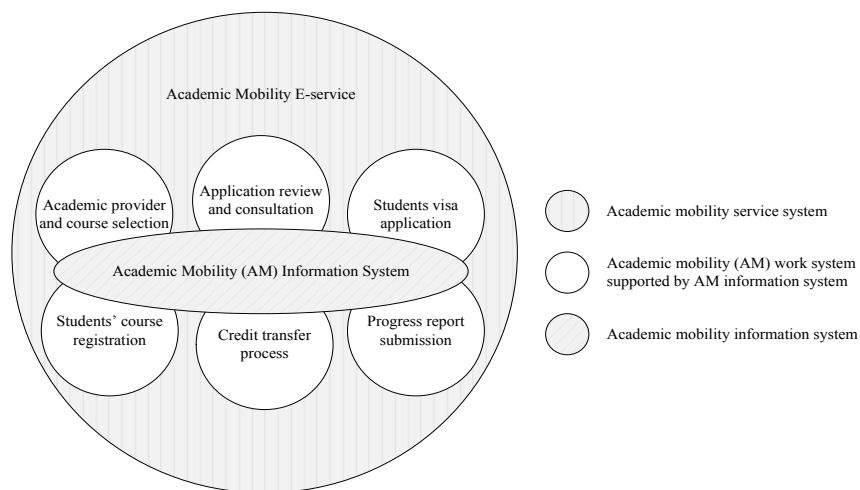 Academic Mobility E-service
Academic provider
and course selection
Application review
and consultation
Students visa
application
Academic Mobility (AM) Information System
Students’ course
registration
Credit transfer
process
Progress report
submission
Academic mobility service system
Academic mobility (AM) work system
supported by AM information system
Academic mobility information system